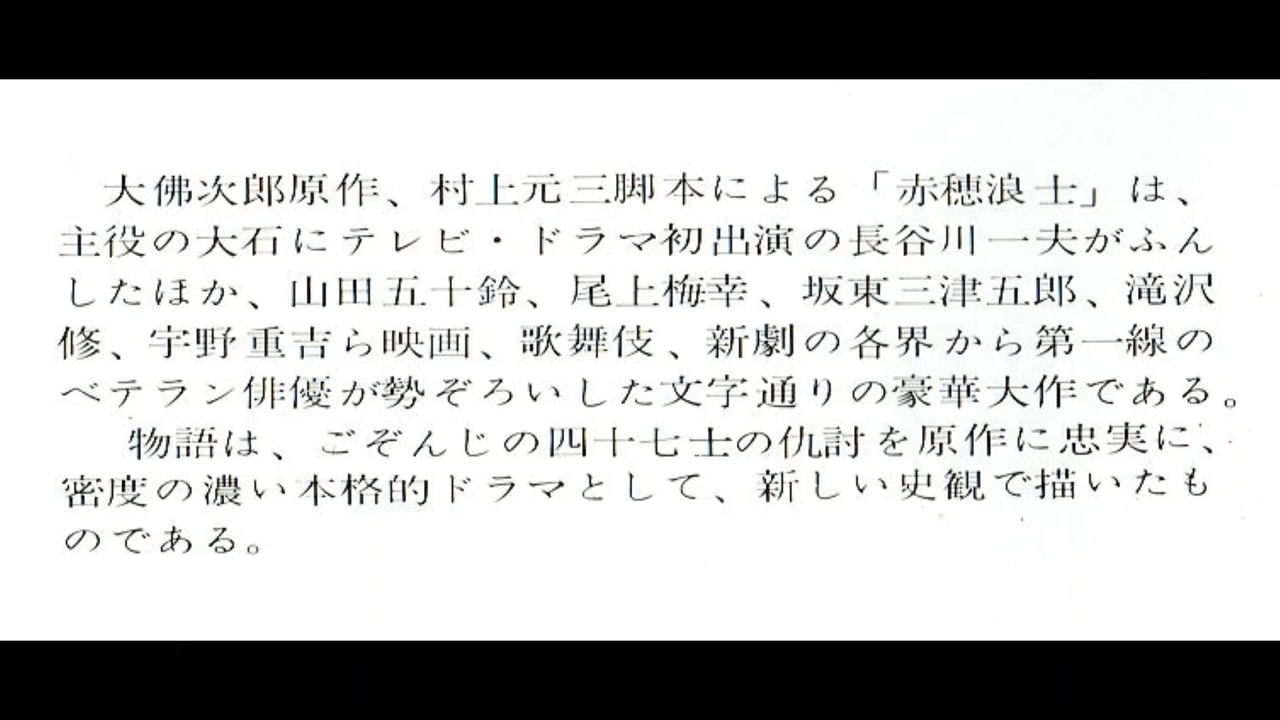 大佛次郎原作、村上元三脚本による「赤穂浪士」は、
主役の大石にテレビ・ドラマ初出演の長谷川一夫がふん
したほか、山田五十鈴、尾上梅幸、坂東三津五郎、滝沢
修、宇野重吉ら映画、歌舞伎、新劇の各界から第一線の
ベテラン俳優が勢ぞろいした文字通りの豪華大作である。
物語は、ごぞんじの四十七士の仇討を原作に忠実に、
密度の濃い本格的ドラマとして、新しい史観で描いたも
のである。